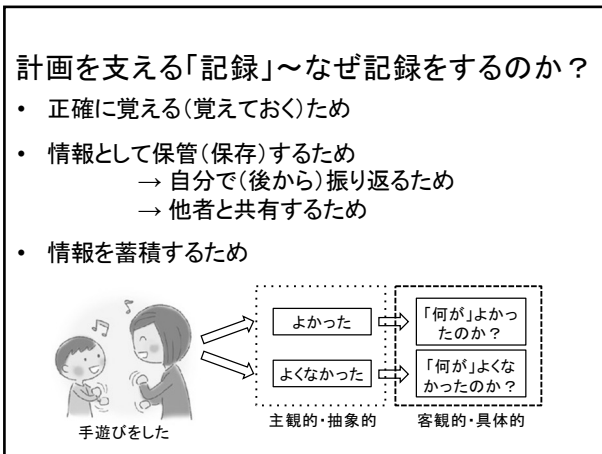 計画を支える「記録」～なぜ記録をするのか？
• 正確に覚える(覚えておく)ため
• 情報として保管(保存)するため
→ 自分で(後から)振り返るため
→ 他者と共有するため
• 情報を蓄積するため
よかった
「何が」よかっ
たのか？
よくなかった
「何が」よくな
かったのか？
手遊びをした
主観的・抽象的
客観的・具体的